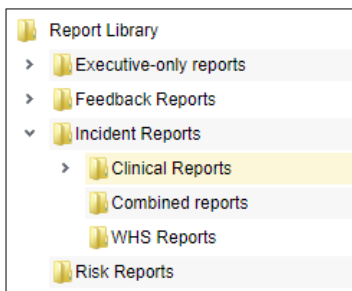 Report Library
Executive-only reports
Feedback Reports
Incident Reports
Clinical Reports
Combined reports
WHS Reports
Risk Reports